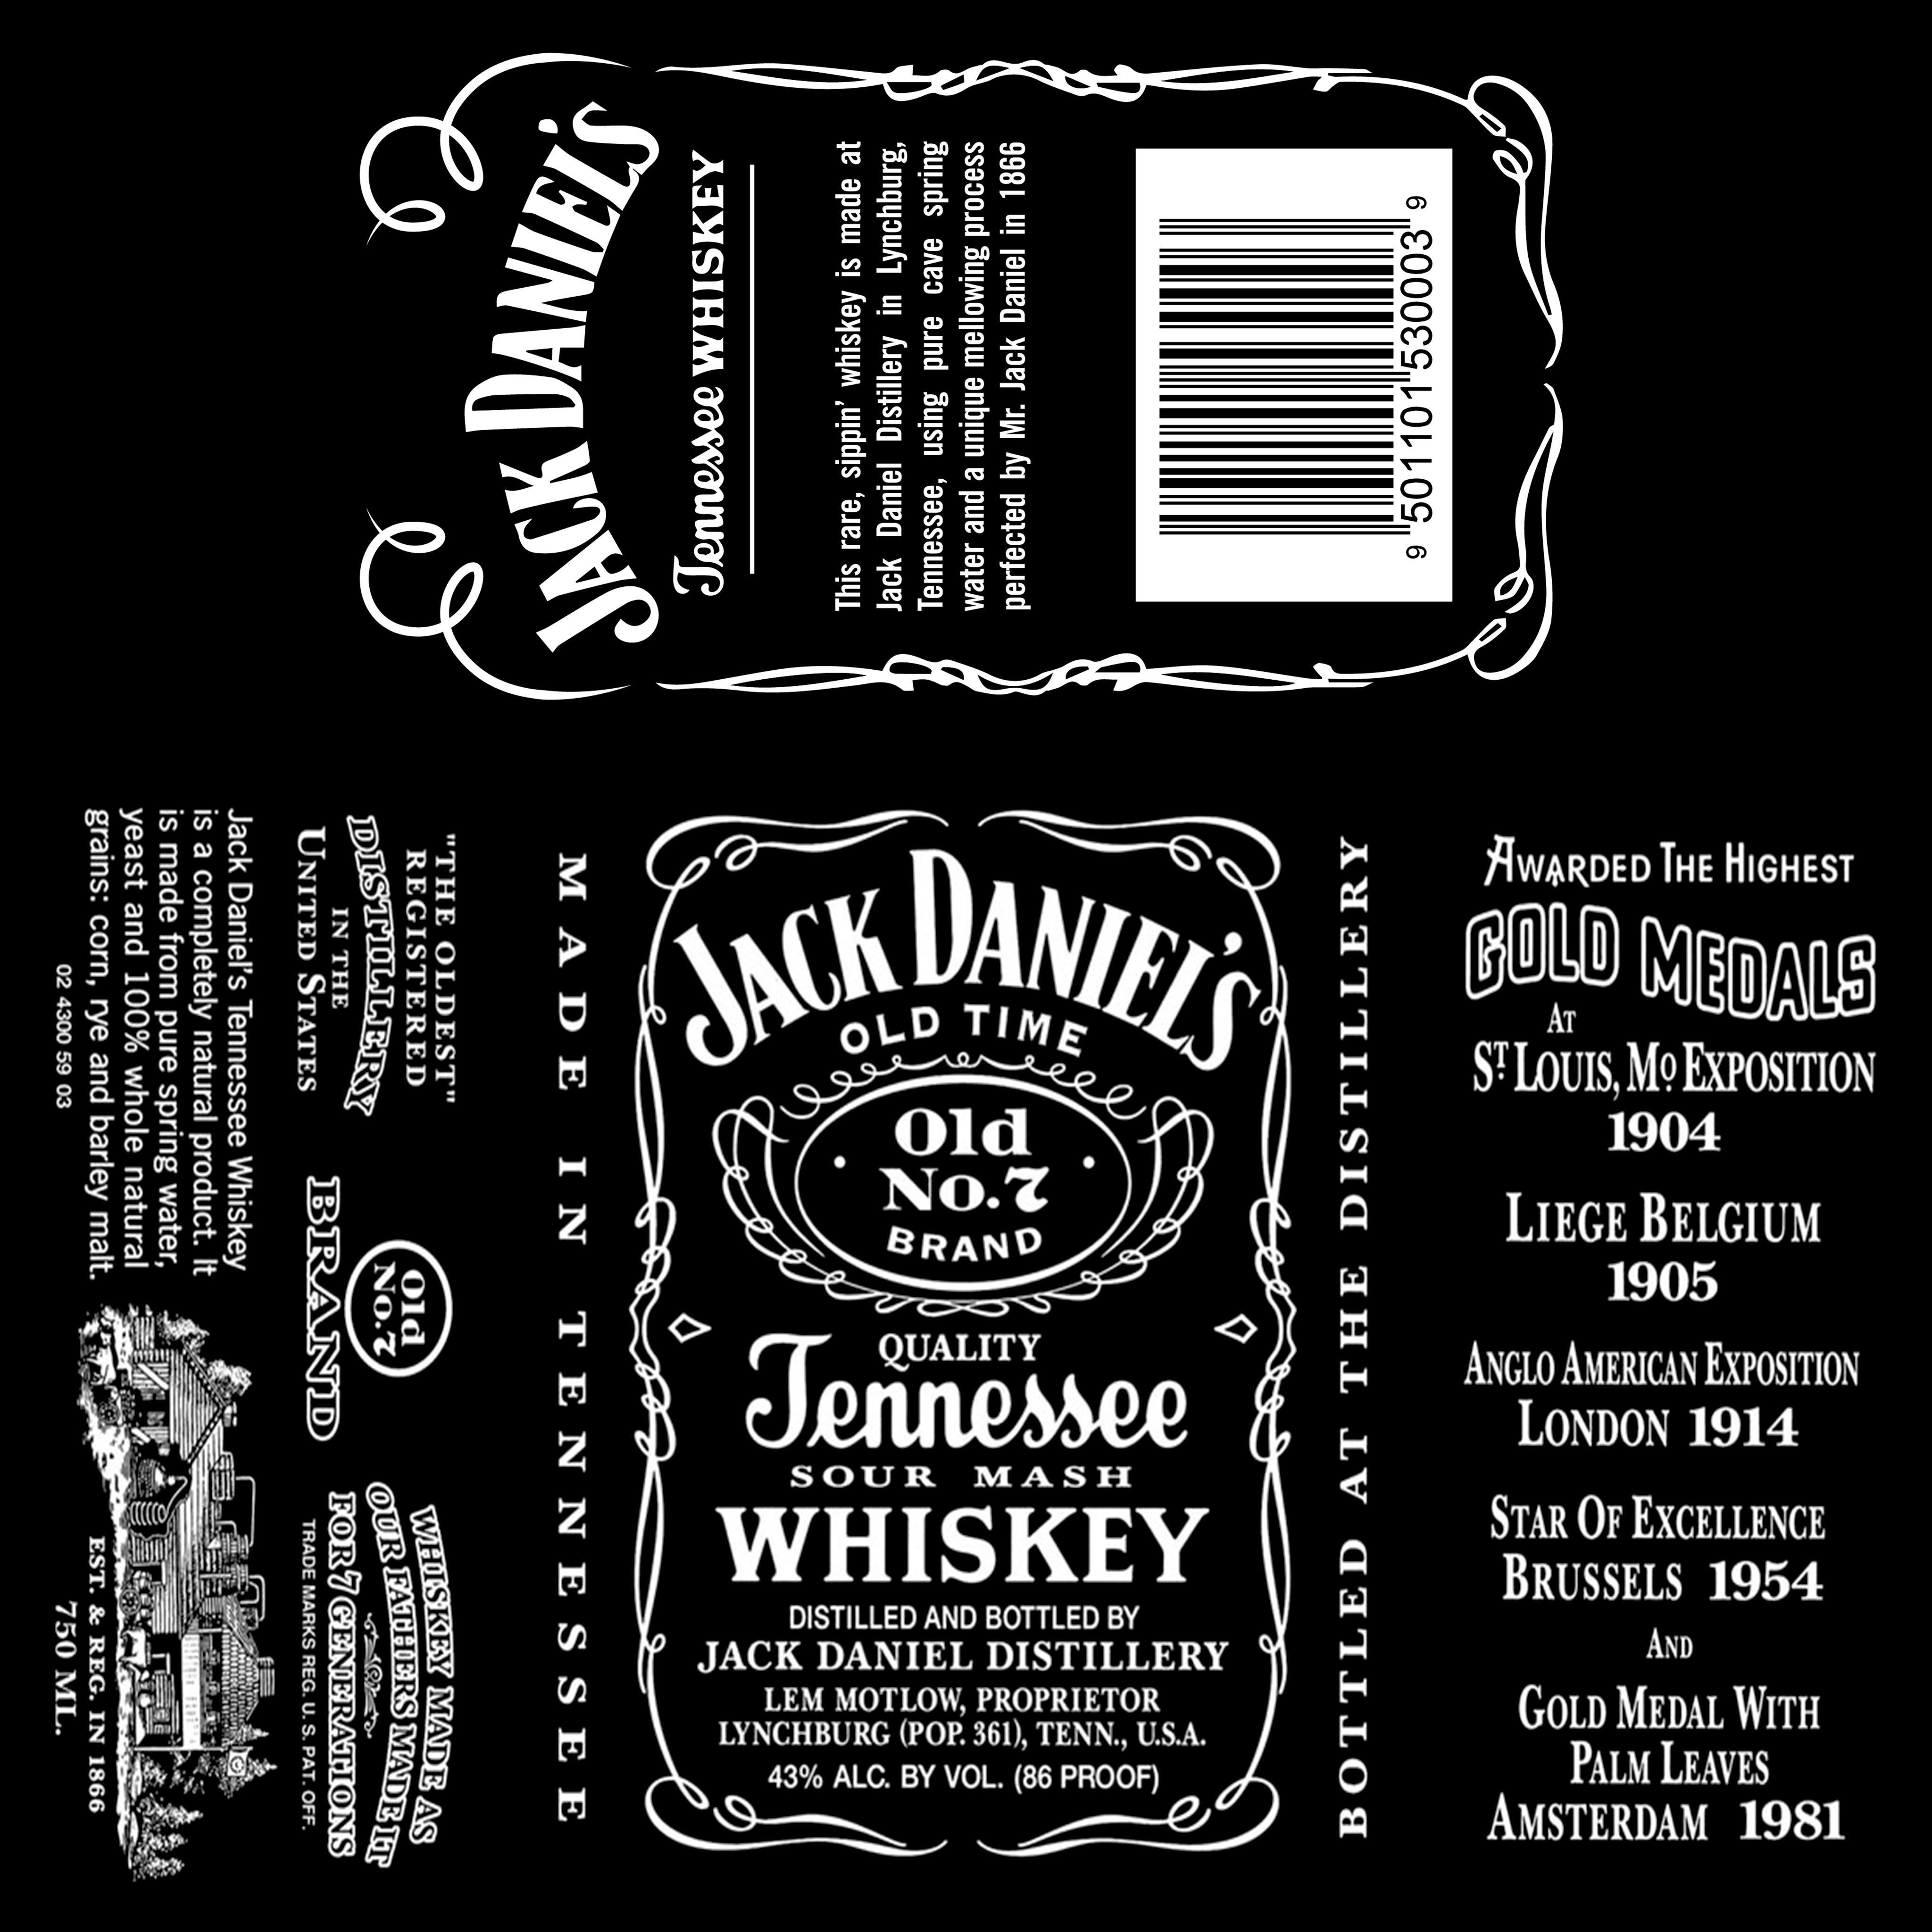 JACK DANIEL'S
Tennessee WHISKEY
This rare, sippin' whiskey is made at
Jack Daniel Distillery in Lynchburg,
Tennessee, using pure cave spring
water and a unique mellowing process
perfected by Mr. Jack Daniel in 1866
9 501101 530003 9
Jack Daniel's Tennessee Whiskey
is a completely natural product. It
is made from pure spring water,
yeast and 100% whole natural
grains: corn, rye and barley malt.
02 4300 59 03
EST. & REG. IN 1866
750 ML.
"THE OLDEST"
REGISTERED
DISTILLERY
IN THE
UNITED STATES
Old
No.7
BRAND
WHISKEY MADE AS
OUR FATHERS MADE IT
FOR 7 GENERATIONS
TRADE MARKS REG. U. S. PAT. OFF.
MADE IN TENNESSEE
JACK DANIEL'S
OLD TIME
Old
No.7
BRAND
QUALITY
Tennessee
SOUR MASH
WHISKEY
DISTILLED AND BOTTLED BY
JACK DANIEL DISTILLERY
LEM MOTLOW, PROPRIETOR
LYNCHBURG (POP. 361), TENN., U.S.A.
43% ALC. BY VOL. (86 PROOF)
BOTTLED AT THE DISTILLERY
AWARDED THE HIGHEST
GOLD MEDALS
AT
ST. LOUIS, MO EXPOSITION
1904
LIEGE BELGIUM
1905
ANGLO AMERICAN EXPOSITION
LONDON 1914
STAR OF EXCELLENCE
BRUSSELS 1954
AND
GOLD MEDAL WITH
PALM LEAVES
AMSTERDAM 1981